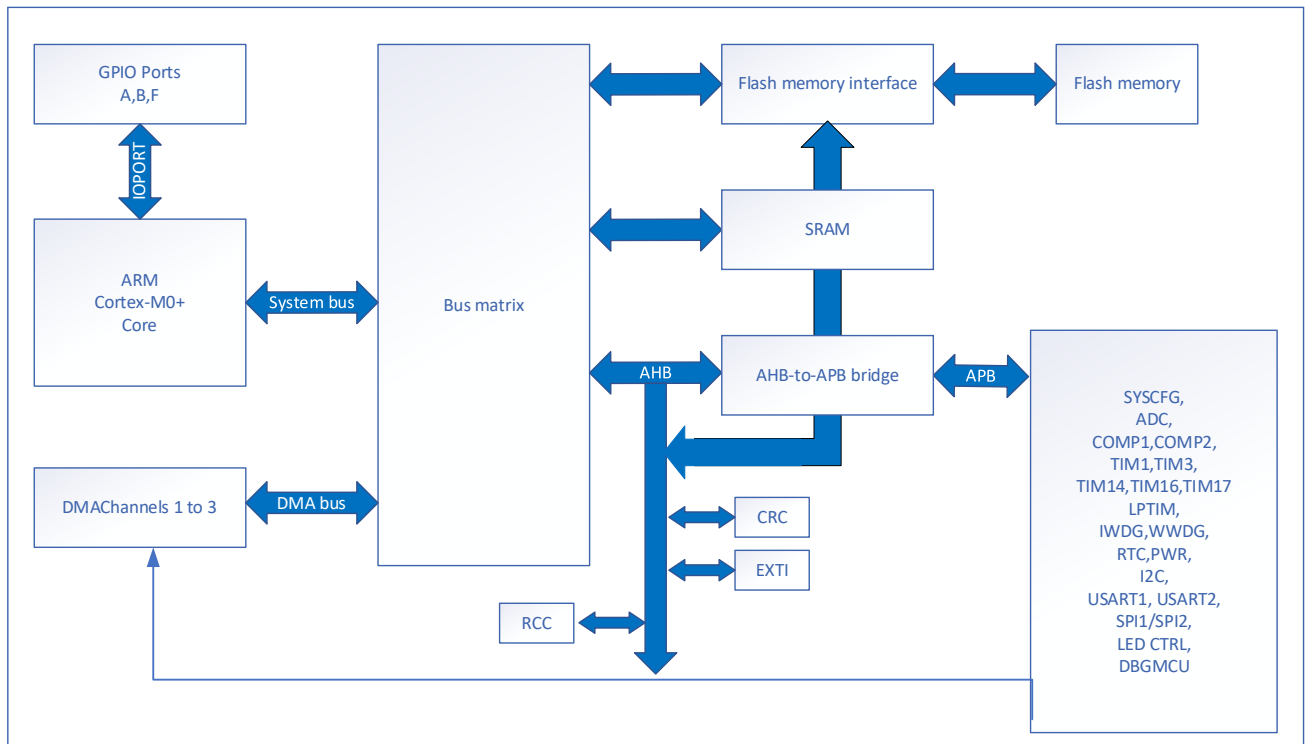 GPIO Ports
A,B,F
IOPORT
ARM
Cortex-M0+
Core
System bus
DMAChannels 1 to 3
DMA bus
Bus matrix
Flash memory interface
Flash memory
SRAM
AHB
AHB-to-APB bridge
APB
CRC
EXTI
RCC
SYSCFG,
ADC,
COMP1,COMP2,
TIM1,TIM3,
TIM14,TIM16,TIM17
LPTIM,
IWDG,WWDG,
RTC,PWR,
I2C,
USART1, USART2,
SPI1/SPI2,
LED CTRL,
DBGMCU